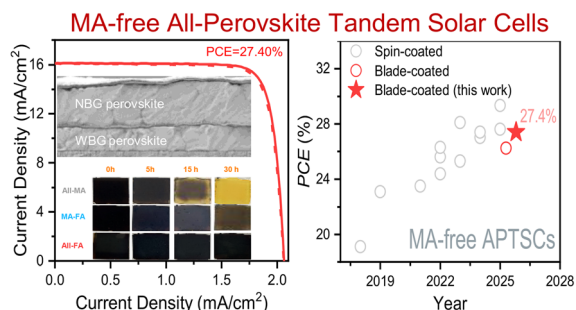 MA-free All-Perovskite Tandem Solar Cells
Current Density (mA/cm²)
16
12
8
4
0
PCE=27.40%
NBG perovskite
WBG perovskite
0h 5h 15 h 30 h
All-MA
MA-FA
All-FA
0.0 0.5 1.0 1.5 2.0
Current Density (mA/cm²)
PCE (%)
32
28
24
20
Spin-coated
Blade-coated
Blade-coated (this work)
27.4%
MA-free APTSCs
2019 2022 2025 2028
Year